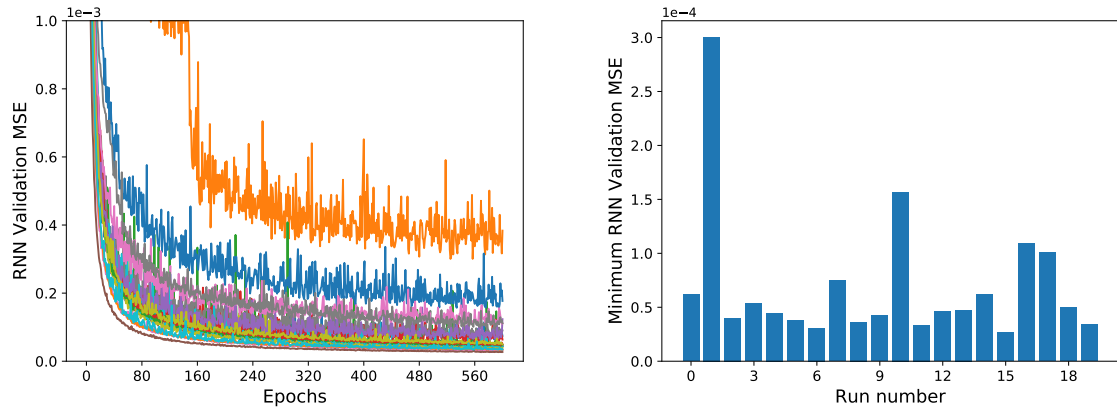 1e−3
1.0
0.8
0.6
0.4
0.2
0.0
RNN Validation MSE
0 80 160 240 320 400 480 560
Epochs
1e−4
3.0
2.5
2.0
1.5
1.0
0.5
0.0
Minimum RNN Validation MSE
0 3 6 9 12 15 18
Run number